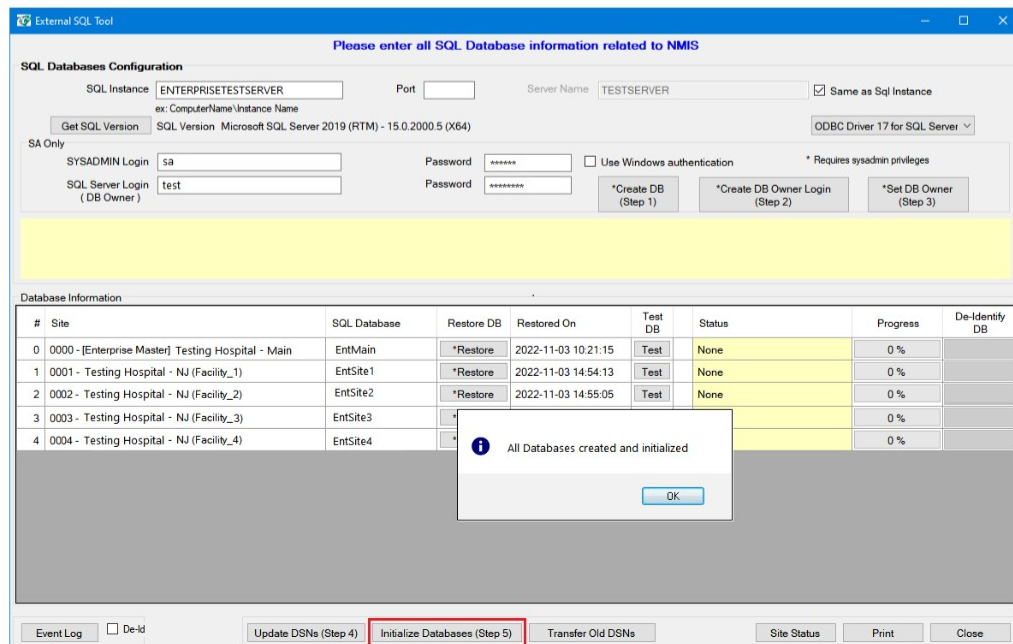 External SQL Tool
Please enter all SQL Database information related to NMIS
SQL Databases Configuration
SQL Instance ENTERPRISETESTSERVER Port Server Name TESTSERVER Same as Sql Instance
ex: ComputerName\Instance Name
Get SQL Version SQL Version Microsoft SQL Server 2019 (RTM) - 15.0.2000.5 (X64) ODBC Driver 17 for SQL Server
SA Only
SYSADMIN Login sa Password ****** Use Windows authentication * Requires sysadmin privileges
SQL Server Login test Password ********
( DB Owner )
*Create DB
(Step 1)
*Create DB Owner Login
(Step 2)
*Set DB Owner
(Step 3)
Database Information
# Site SQL Database Restore DB Restored On Test DB Status Progress De-Identify DB
0 0000 - [Enterprise Master] Testing Hospital - Main EntMain *Restore 2022-11-03 10:21:15 Test None 0 %
1 0001 - Testing Hospital - NJ (Facility_1) EntSite1 *Restore 2022-11-03 14:54:13 Test None 0 %
2 0002 - Testing Hospital - NJ (Facility_2) EntSite2 *Restore 2022-11-03 14:55:05 Test None 0 %
3 0003 - Testing Hospital - NJ (Facility_3) EntSite3 * 0 %
4 0004 - Testing Hospital - NJ (Facility_4) EntSite4 * 0 %
All Databases created and initialized
OK
Event Log De-Id Update DSNs (Step 4) Initialize Databases (Step 5) Transfer Old DSNs Site Status Print Close